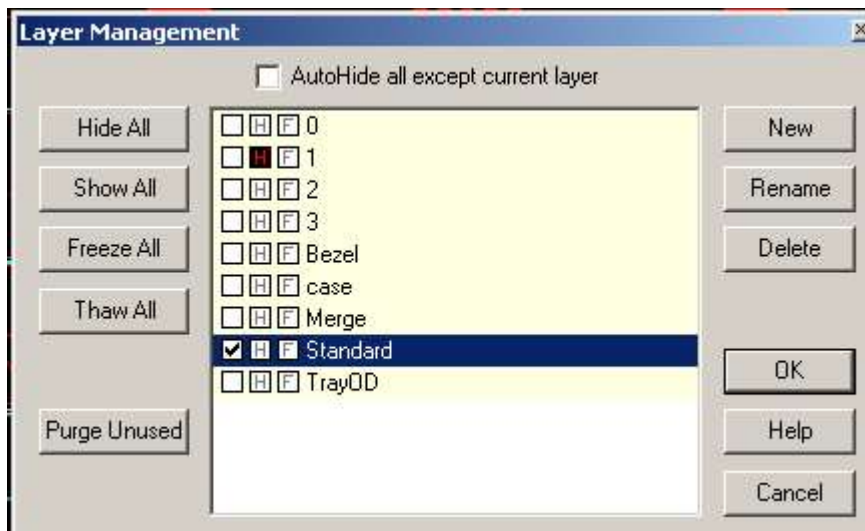 Layer Management
AutoHide all except current layer
Hide All
Show All
Freeze All
Thaw All
Purge Unused
H F 0
H F 1
H F 2
H F 3
H F Bezel
H F case
H F Merge
H F Standard
H F TrayOD
New
Rename
Delete
OK
Help
Cancel